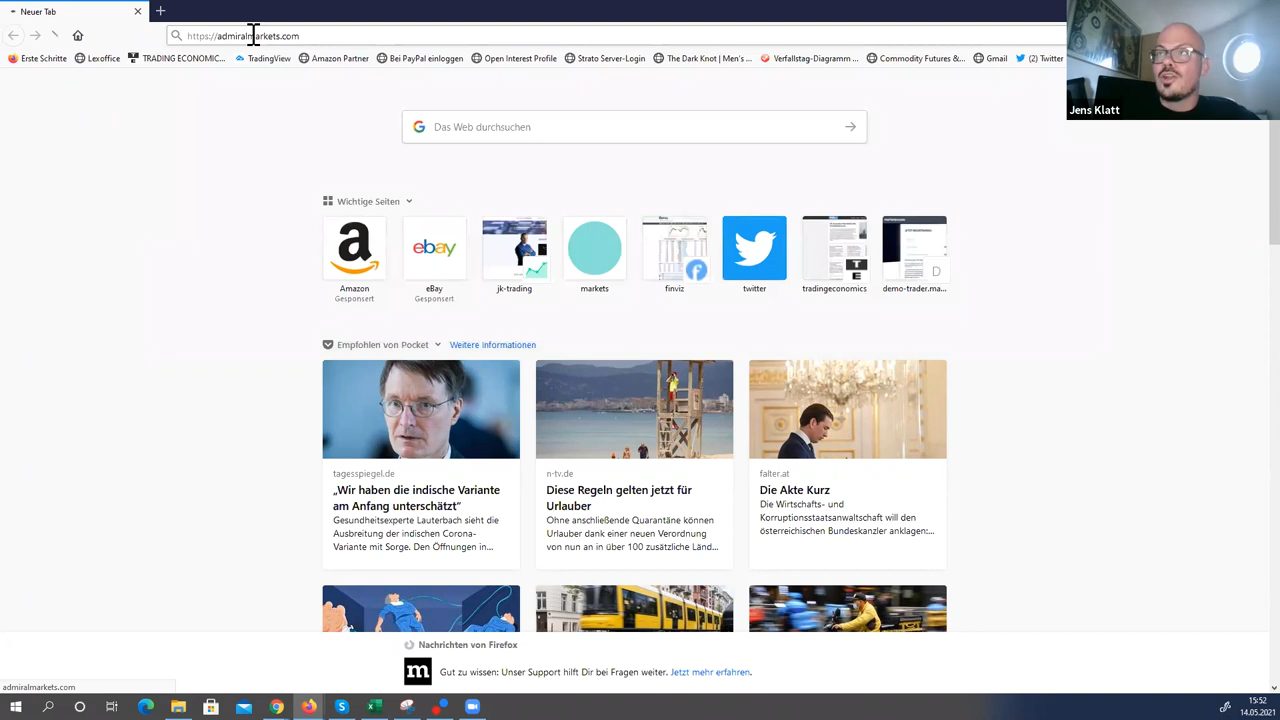 Neuer Tab
https://admiralmarkets.com
Erste Schritte
Lexoffice
TRADING ECONOMIC...
TradingView
Amazon Partner
Bei PayPal einloggen
Open Interest Profile
Strato Server-Login
The Dark Knot | Men's ...
Verfallstag-Diagramm ...
Commodity Futures &...
Gmail
(2) Twitter
Jens Klatt
Das Web durchsuchen
Wichtige Seiten
a
ebay
D
Amazon
Gesponsert
eBay
Gesponsert
jk-trading
markets
finviz
twitter
tradingeconomics
demo-trader.ma...
Empfohlen von Pocket
Weitere Informationen
tagesspiegel.de
„Wir haben die indische Variante
am Anfang unterschätzt“
Gesundheitsexperte Lauterbach sieht die
Ausbreitung der indischen Corona-
Variante mit Sorge. Den Öffnungen in...
n-tv.de
Diese Regeln gelten jetzt für
Urlauber
Ohne anschließende Quarantäne können
Urlauber dank einer neuen Verordnung
von nun an in über 100 zusätzliche Länd...
falter.at
Die Akte Kurz
Die Wirtschafts- und
Korruptionsstaatsanwaltschaft will den
österreichischen Bundeskanzler anklagen:...
Nachrichten von Firefox
m
Gut zu wissen: Unser Support hilft Dir bei Fragen weiter. Jetzt mehr erfahren.
admiralmarkets.com
15:52
14.05.2021